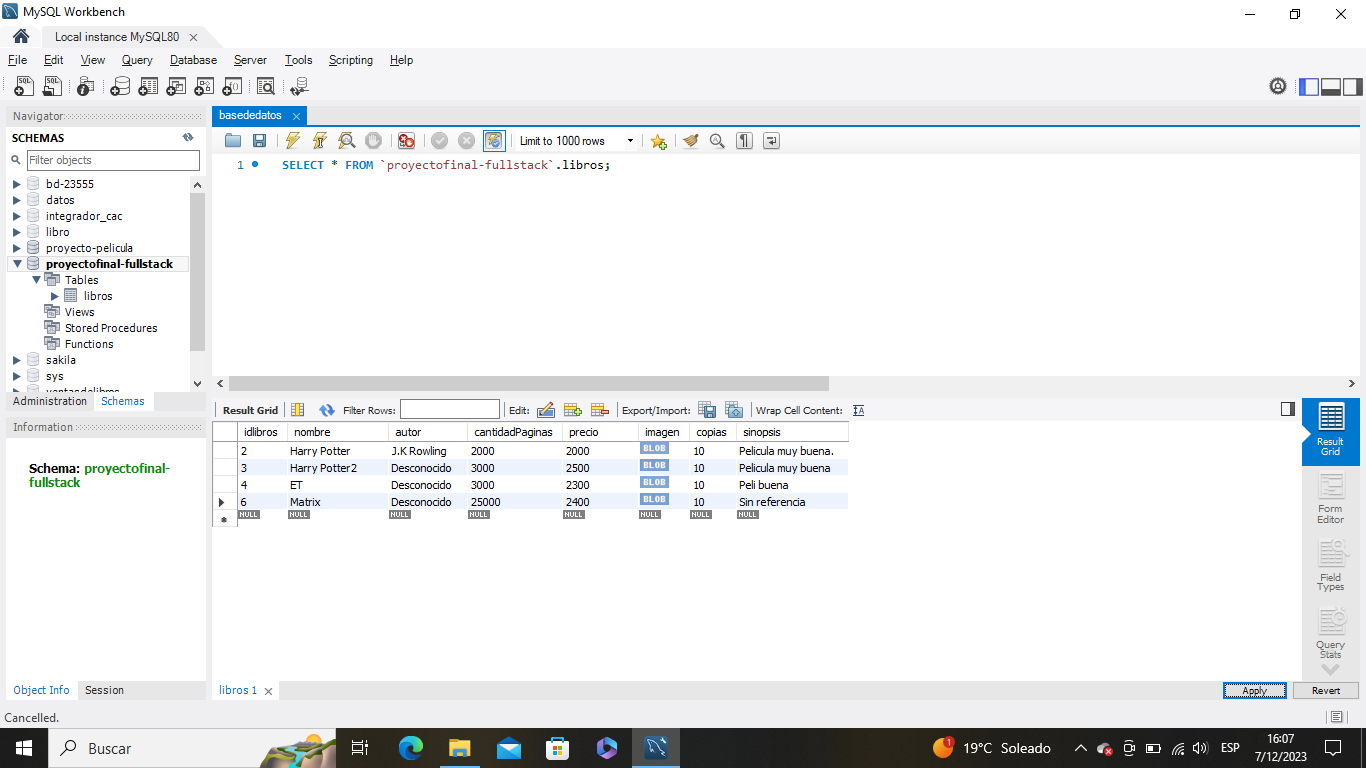 MySQL Workbench
Local instance MySQL80
File Edit View Query Database Server Tools Scripting Help
Navigator
SCHEMAS
Filter objects
bd-23555
datos
integrador_cac
libro
proyecto-pelicula
proyectofinal-fullstack
Tables
libros
Views
Stored Procedures
Functions
sakila
sys
ventandelibros
Administration Schemas
Information
Schema: proyectofinal-
fullstack
Object Info Session
basededatos
Limit to 1000 rows
1 SELECT * FROM `proyectofinal-fullstack`.libros;
Result Grid Filter Rows: Edit: Export/Import: Wrap Cell Content:
idlibros nombre autor cantidadPaginas precio imagen copias sinopsis
2 Harry Potter J.K Rowling 2000 2000 BLOB 10 Pelicula muy buena.
3 Harry Potter2 Desconocido 3000 2500 BLOB 10 Pelicula muy buena
4 ET Desconocido 3000 2300 BLOB 10 Peli buena
6 Matrix Desconocido 25000 2400 BLOB 10 Sin referencia
NULL NULL NULL NULL NULL NULL NULL NULL
Result
Grid
Form
Editor
Field
Types
Query
Stats
libros 1
Apply Revert
Cancelled.
Buscar
1
19°C Soleado
ESP
16:07
7/12/2023